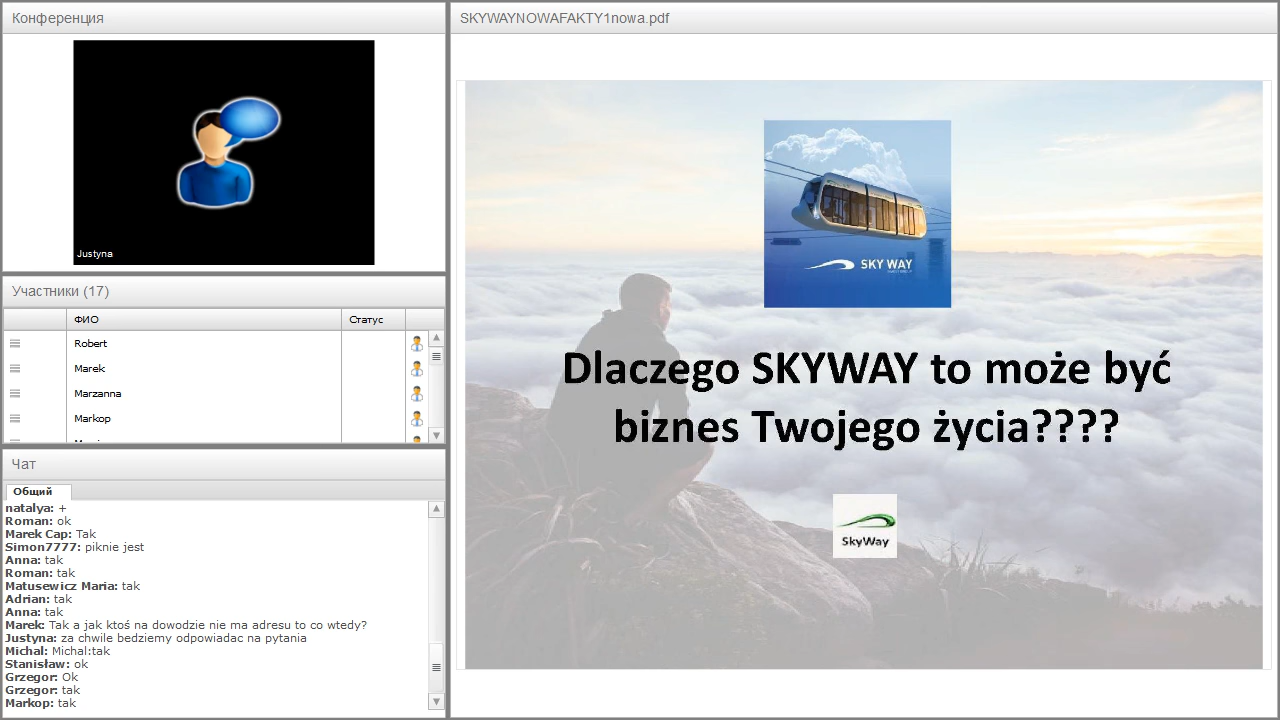 Конференция
Justyna
Участники (17)
ФИО Статус
Robert
Marek
Marzanna
Markop
Чат
Общий
natalya: +
Roman: ok
Marek Cap: Tak
Simon7777: piknie jest
Anna: tak
Roman: tak
Matusewicz Maria: tak
Adrian: tak
Anna: tak
Marek: Tak a jak ktoś na dowodzie nie ma adresu to co wtedy?
Justyna: za chwile bedziemy odpowiadac na pytania
Michal: Michal:tak
Stanisław: ok
Grzegor: Ok
Grzegor: tak
Markop: tak
SKYWAYNOWAFAKTY1nowa.pdf
SKY WAY
Dlaczego SKYWAY to może być
biznes Twojego życia????
SkyWay